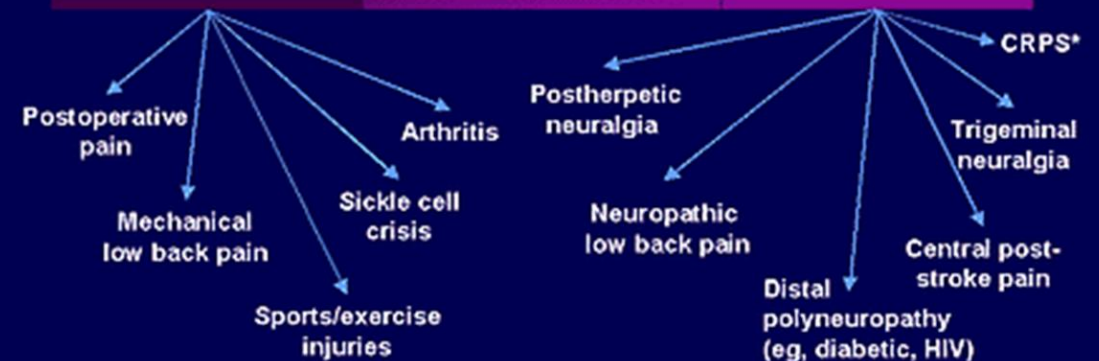 Postoperative
pain
Mechanical
low back pain
Sports/exercise
injuries
Sickle cell
crisis
Arthritis
Postherpetic
neuralgia
Neuropathic
low back pain
Distal
polyneuropathy
(eg, diabetic, HIV)
Central post-
stroke pain
Trigeminal
neuralgia
CRPS*